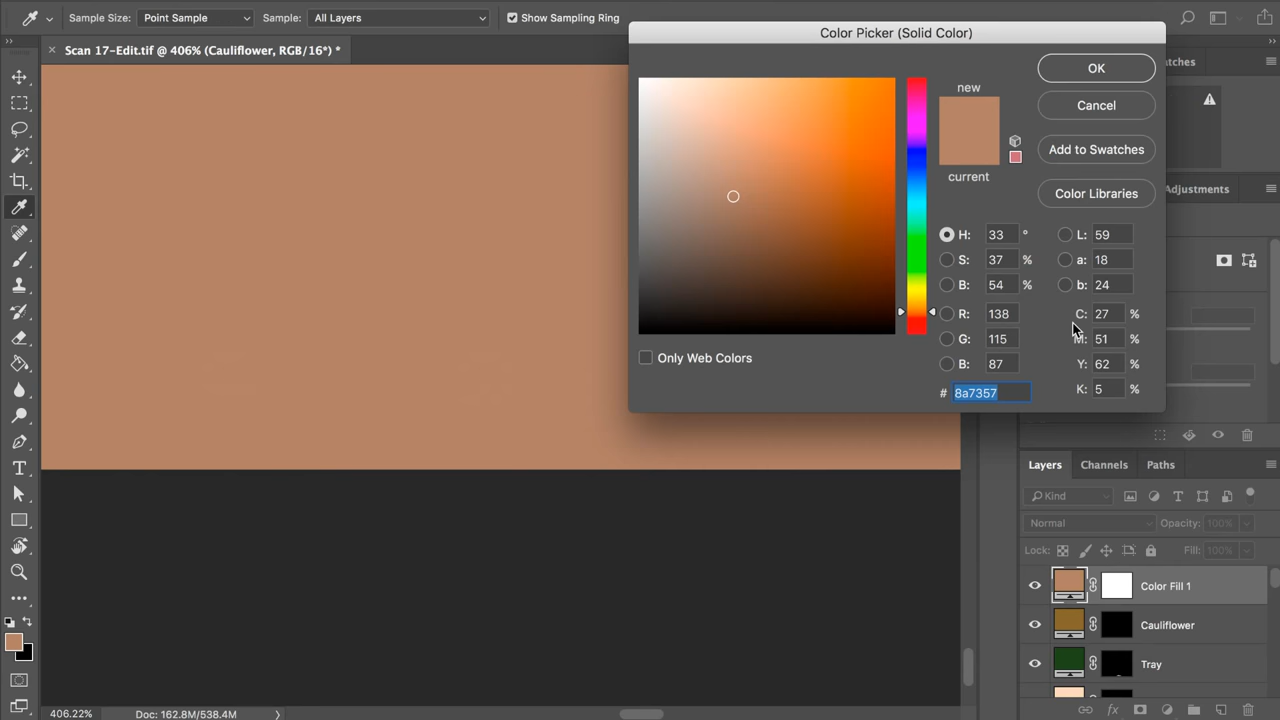 Sample Size: Point Sample Sample: All Layers Show Sampling Ring
× Scan 17-Edit.tif @ 406% (Cauliflower, RGB/16*) *
Color Picker (Solid Color)
new
current
OK
Cancel
Add to Swatches
Color Libraries
H: 33 ° L: 59
S: 37 % a: 18
B: 54 % b: 24
R: 138 C: 27 %
G: 115 M: 51 %
B: 87 Y: 62 %
# 8a7357 K: 5 %
Only Web Colors
atches
Adjustments
Layers Channels Paths
Kind
Normal Opacity: 100%
Lock: Fill: 100%
Color Fill 1
Cauliflower
Tray
fx
406.22% Doc: 162.8M/538.4M